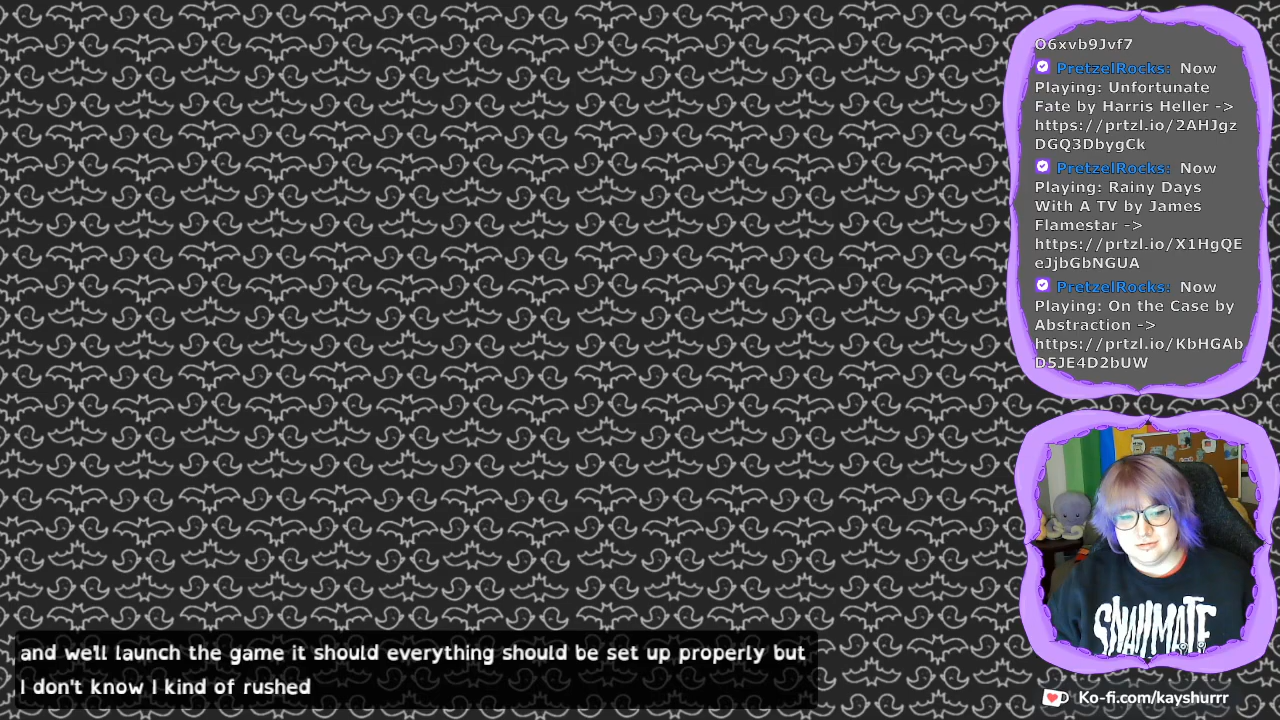 O6xvb9Jvf7
PretzelRocks: Now
Playing: Unfortunate
Fate by Harris Heller ->
https://prtzl.io/2AHJgz
DGQ3DbygCk
PretzelRocks: Now
Playing: Rainy Days
With A TV by James
Flamestar ->
https://prtzl.io/X1HgQE
eJjbGbNGUA
PretzelRocks: Now
Playing: On the Case by
Abstraction ->
https://prtzl.io/KbHGAb
D5JE4D2bUW
and we'll launch the game it should everything should be set up properly but
I don't know I kind of rushed
Ko-fi.com/kayshurrr